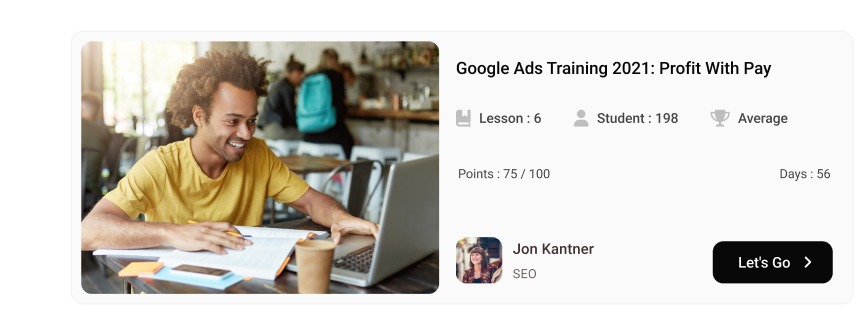 Google Ads Training 2021: Profit With Pay
Lesson : 6 Student : 198 Average
Points : 75 / 100 Days : 56
Jon Kantner
SEO
Let's Go